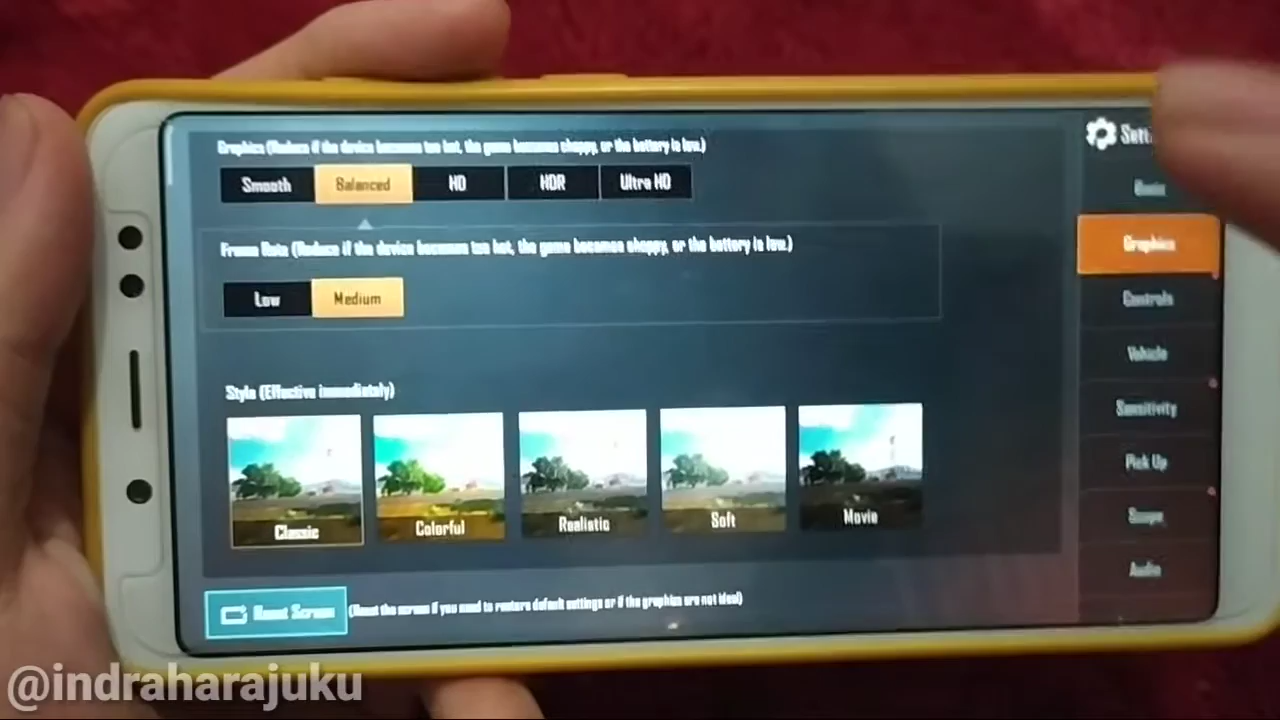 Graphics (Reduce if the device becomes too hot, the game becomes choppy, or the battery is low.)
Smooth Balanced HD HDR Ultra HD
Frame Rate (Reduce if the device becomes too hot, the game becomes choppy, or the battery is low.)
Low Medium
Style (Effective immediately)
Classic Colorful Realistic Soft Movie
Reset Screen (Reset the screen if you need to restore default settings or if the graphics are not ideal)
Basic
Graphics
Controls
Vehicle
Sensitivity
Pick Up
Scope
Audio
@indraharajuku